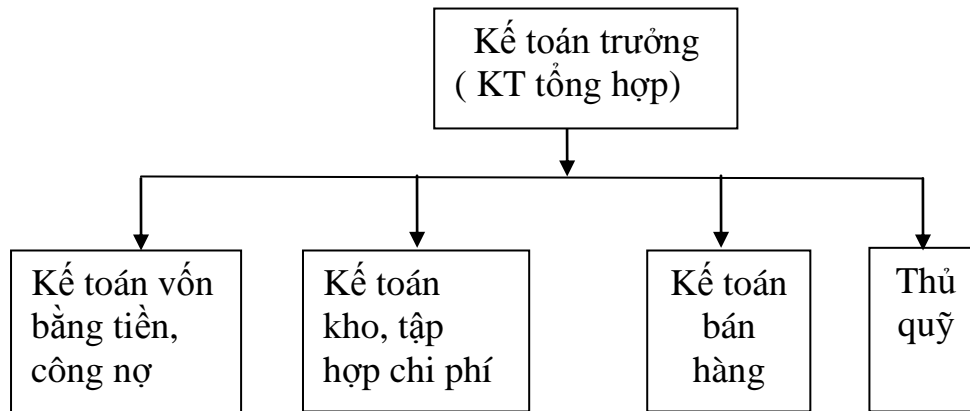 Kế toán trưởng
( KT tổng hợp)
Kế toán vốn
bằng tiền,
công nợ
Kế toán
kho, tập
hợp chi phí
Kế toán
bán
hàng
Thủ
quỹ